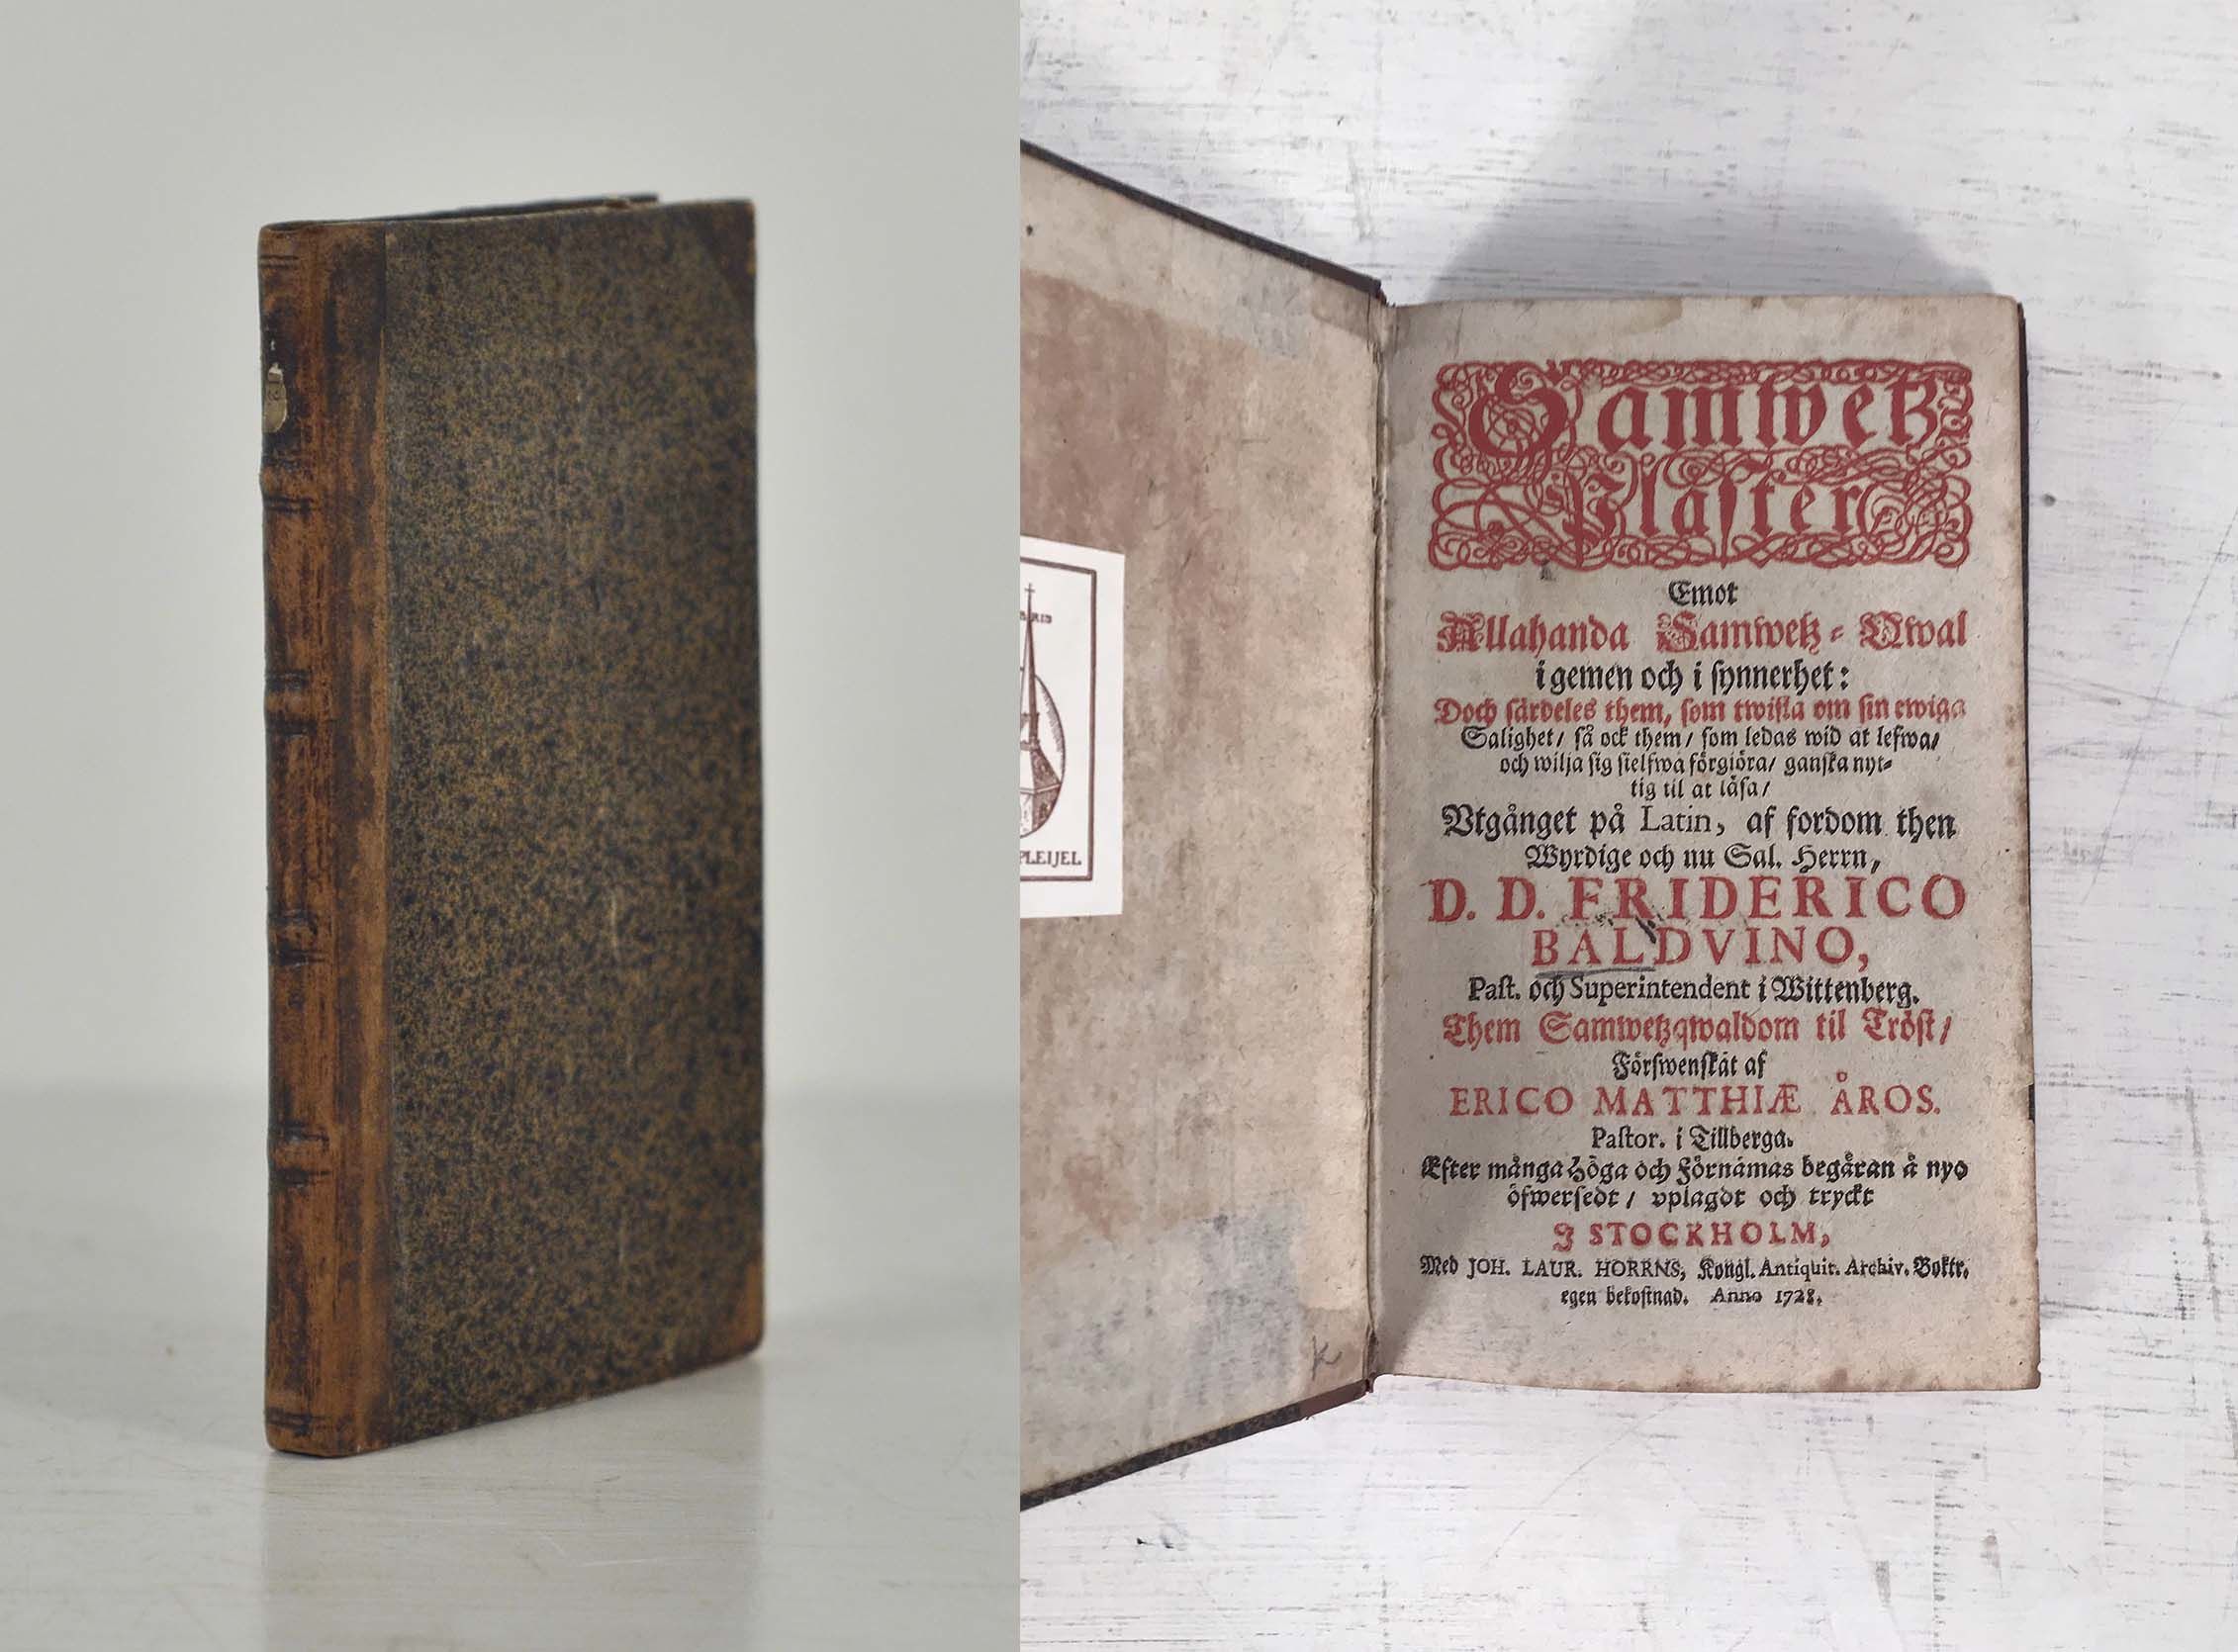 PLEIJEL
Samwetz
Plåster
Emot
Allahanda Samwetz-Qwal
i gemen och i synnerhet:
Doch särdeles them, som twifla om sin ewiga
Salighet/ så ock them/ som ledas wid at lefwa/
och wilja sig sielfwa förgiöra/ ganska nyt-
tig til at läsa/
Vtgånget på Latin, af fordom then
Wyrdige och nu Sal. Herrn,
D. D. FRIDERICO
BALDVINO,
Past. och Superintendent i Wittenberg.
Them Samwetzqwaldom til Tröst/
Förswenskat af
ERICO MATTHIÆ ÅROS.
Pastor. i Tillberga.
Efter många Höga och Förnämas begäran å nyo
öfwersedt/ vplagdt och tryckt
J STOCKHOLM,
Med JOH. LAUR. HORRNS, Kongl. Antiquit. Archiv. Boktr.
egen bekostnad. Anno 1728.
K